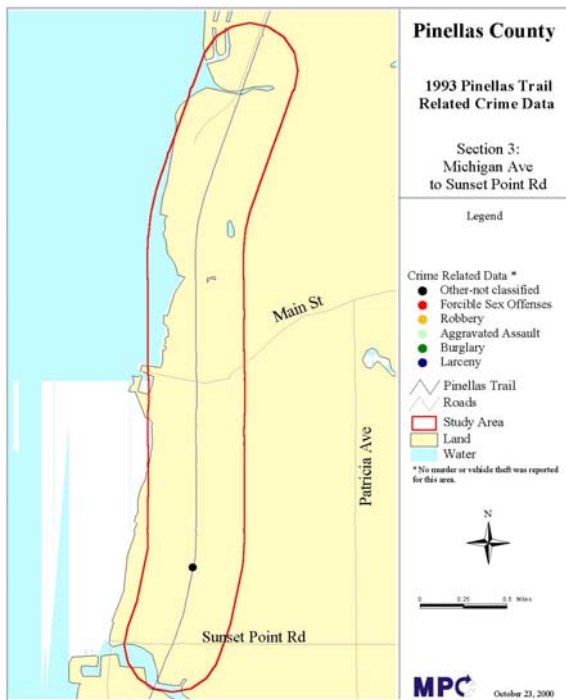 Pinellas County
1993 Pinellas Trail
Related Crime Data
Section 3:
Michigan Ave
to Sunset Point Rd
Legend
Crime Related Data *
Other-not classified
Forcible Sex Offenses
Robbery
Aggravated Assault
Burglary
Larceny
Pinellas Trail
Roads
Study Area
Land
Water
* No murder or vehicle theft was reported
for this area.
N
0 0.25 0.5 Miles
MPC
October 23, 2000
Main St
Patricia Ave
Sunset Point Rd